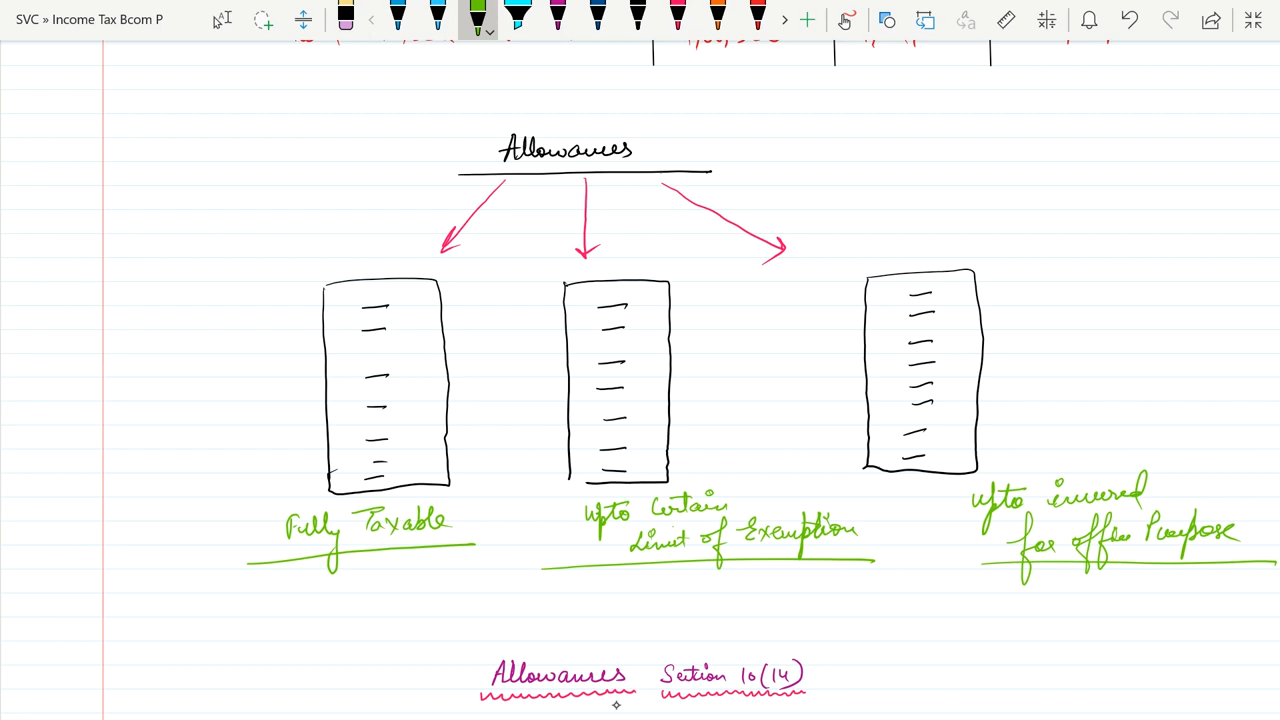 SVC » Income Tax Bcom P
Allowances
Fully Taxable
upto Certain
Limit of Exemption
upto incurred
for office Purpose
Allowances Section 10(14)